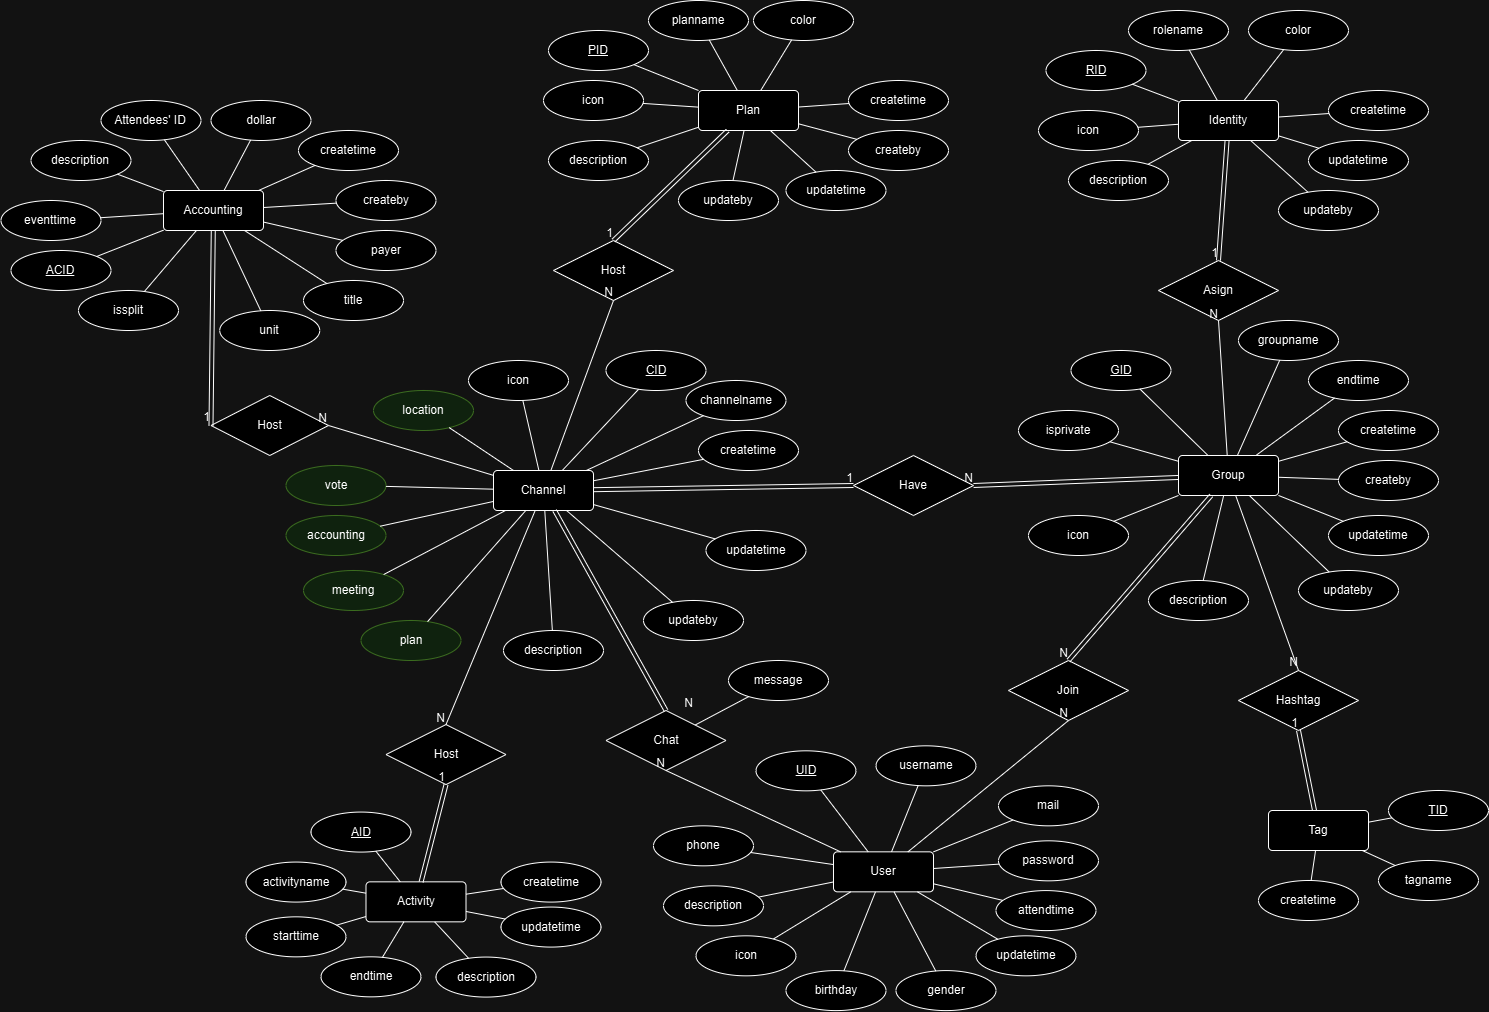 planname
color
PID
icon
Plan
createtime
createby
description
updateby
updatetime
rolename
color
RID
icon
Identity
createtime
updatetime
description
updateby
Attendees' ID
dollar
description
createtime
Accounting
createby
eventtime
payer
ACID
issplit
title
unit
1
Host
N
1
Asign
N
1
Host
N
icon
CID
channelname
location
createtime
vote
Channel
accounting
updatetime
meeting
updateby
plan
description
1
Have
N
groupname
GID
endtime
isprivate
createtime
Group
createby
icon
updatetime
description
updateby
N
Join
N
N
Hashtag
1
message
N
Chat
N
N
Host
1
AID
activityname
createtime
Activity
starttime
updatetime
endtime
description
UID
username
mail
phone
password
User
description
attendtime
icon
updatetime
birthday
gender
TID
Tag
tagname
createtime